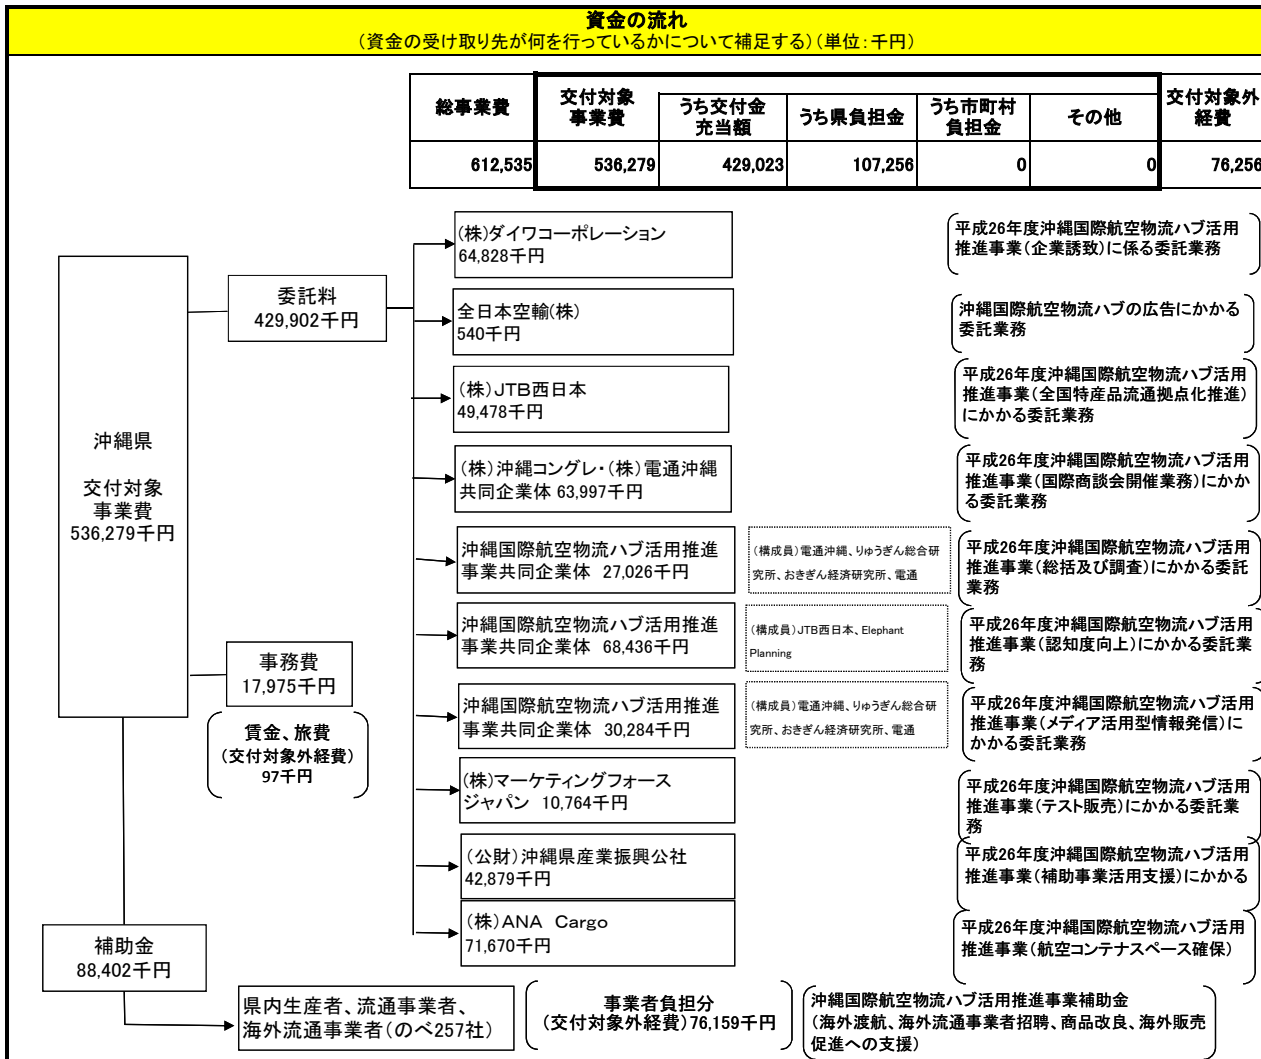 資金の流れ
(資金の受け取り先が何を行っているかについて補足する)(単位:千円)
総事業費
交付対象
事業費
うち交付金
充当額
うち県負担金
うち市町村
負担金
その他
交付対象外
経費
612,535
536,279
429,023
107,256
0
0
76,256
沖縄県
交付対象
事業費
536,279千円
委託料
429,902千円
(株)ダイワコーポレーション
64,828千円
平成26年度沖縄国際航空物流ハブ活用
推進事業(企業誘致)に係る委託業務
全日本空輸(株)
540千円
沖縄国際航空物流ハブの広告にかかる
委託業務
(株)JTB西日本
49,478千円
平成26年度沖縄国際航空物流ハブ活用
推進事業(全国特産品流通拠点化推進)
にかかる委託業務
(株)沖縄コングレ・(株)電通沖縄
共同企業体 63,997千円
平成26年度沖縄国際航空物流ハブ活用
推進事業(国際商談会開催業務)にかか
る委託業務
沖縄国際航空物流ハブ活用推進
事業共同企業体 27,026千円
(構成員)電通沖縄、りゅうぎん総合研
究所、おきぎん経済研究所、電通
平成26年度沖縄国際航空物流ハブ活用
推進事業(総括及び調査)にかかる委託
業務
沖縄国際航空物流ハブ活用推進
事業共同企業体 68,436千円
(構成員)JTB西日本、Elephant
Planning
平成26年度沖縄国際航空物流ハブ活用
推進事業(認知度向上)にかかる委託業
務
事務費
17,975千円
賃金、旅費
(交付対象外経費)
97千円
沖縄国際航空物流ハブ活用推進
事業共同企業体 30,284千円
(構成員)電通沖縄、りゅうぎん総合研
究所、おきぎん経済研究所、電通
平成26年度沖縄国際航空物流ハブ活用
推進事業(メディア活用型情報発信)に
かかる委託業務
(株)マーケティングフォース
ジャパン 10,764千円
平成26年度沖縄国際航空物流ハブ活用
推進事業(テスト販売)にかかる委託業
務
(公財)沖縄県産業振興公社
42,879千円
平成26年度沖縄国際航空物流ハブ活用
推進事業(補助事業活用支援)にかかる
(株)ANA Cargo
71,670千円
平成26年度沖縄国際航空物流ハブ活用
推進事業(航空コンテナスペース確保)
補助金
88,402千円
県内生産者、流通事業者、
海外流通事業者(のべ257社)
事業者負担分
(交付対象外経費)76,159千円
沖縄国際航空物流ハブ活用推進事業補助金
(海外渡航、海外流通事業者招聘、商品改良、海外販売
促進への支援)